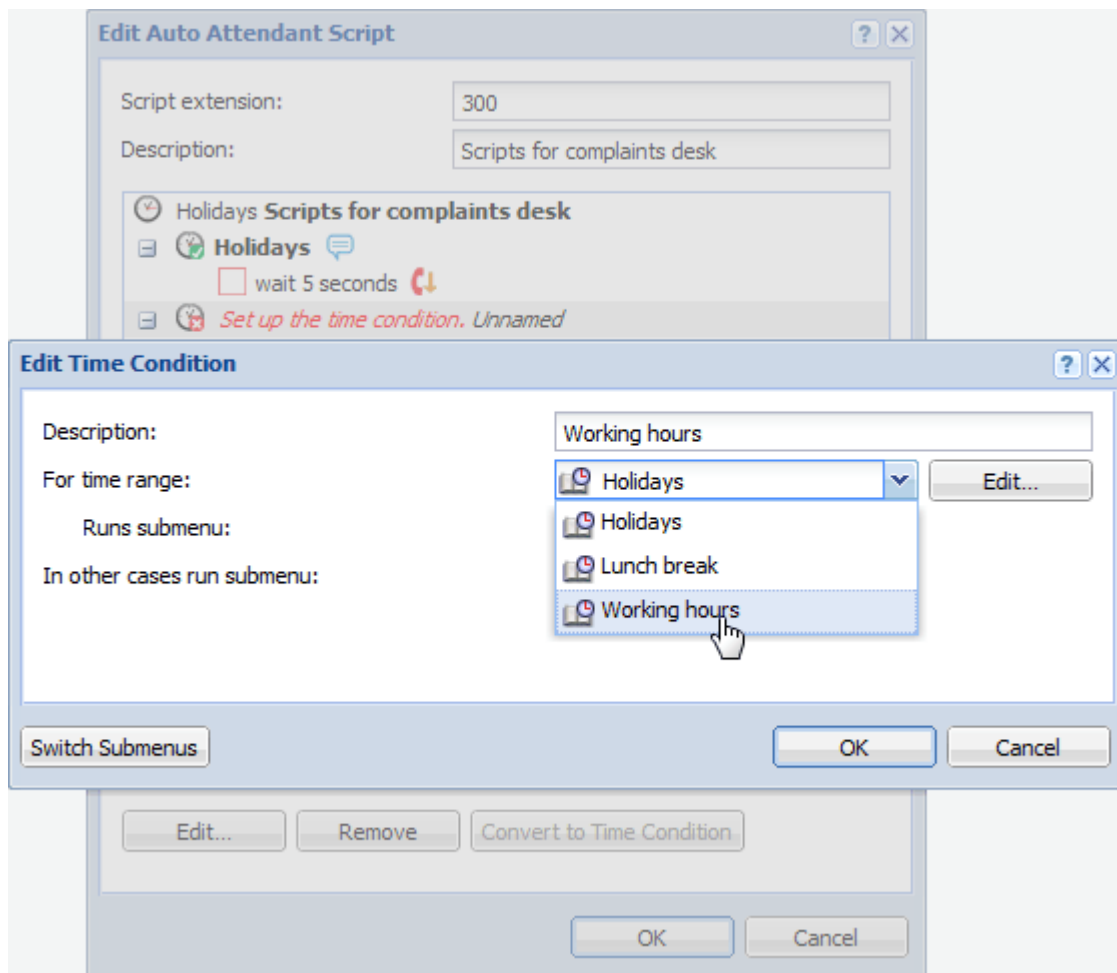 Edit Auto Attendant Script
Script extension: 300
Description: Scripts for complaints desk
Holidays Scripts for complaints desk
Holidays
wait 5 seconds
Set up the time condition. Unnamed
Edit Time Condition
Description: Working hours
For time range: Holidays Edit...
Holidays
Runs submenu:
Lunch break
In other cases run submenu:
Working hours
Switch Submenus OK Cancel
Edit... Remove Convert to Time Condition
OK Cancel